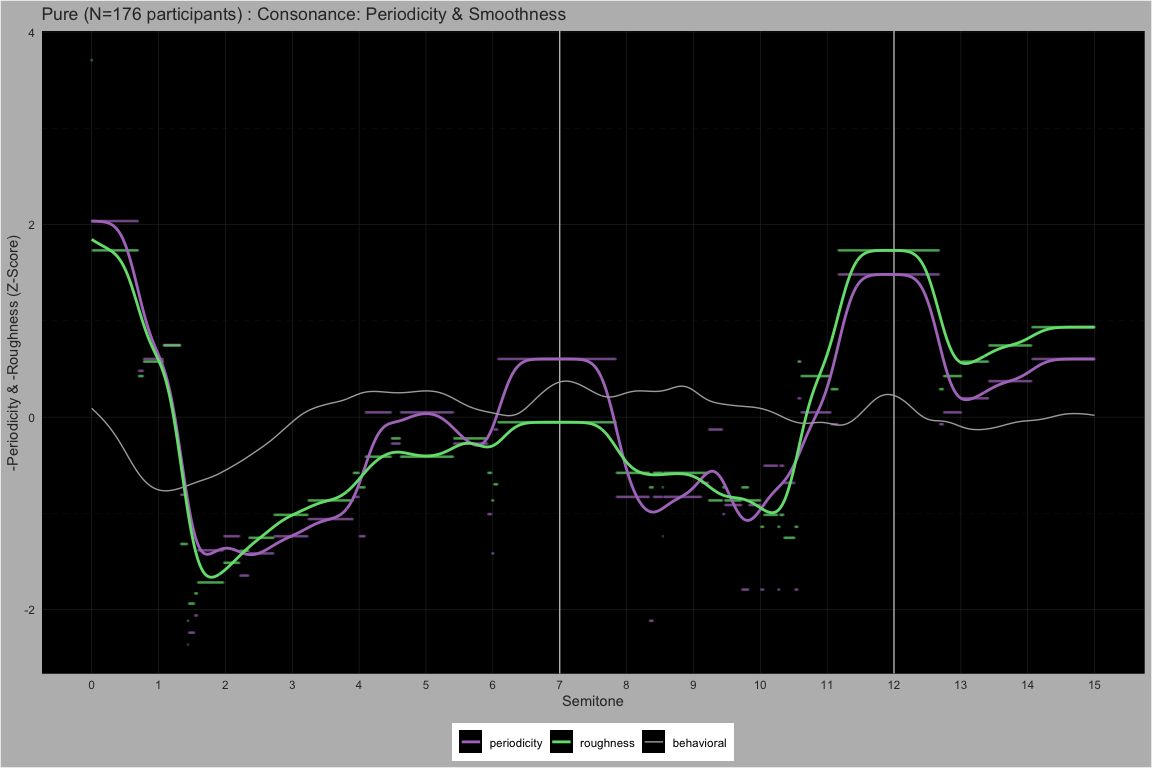 Pure (N=176 participants) : Consonance: Periodicity & Smoothness
-Periodicity & -Roughness (Z-Score)
4
2
0
-2
0 1 2 3 4 5 6 7 8 9 10 11 12 13 14 15
Semitone
periodicity roughness behavioral